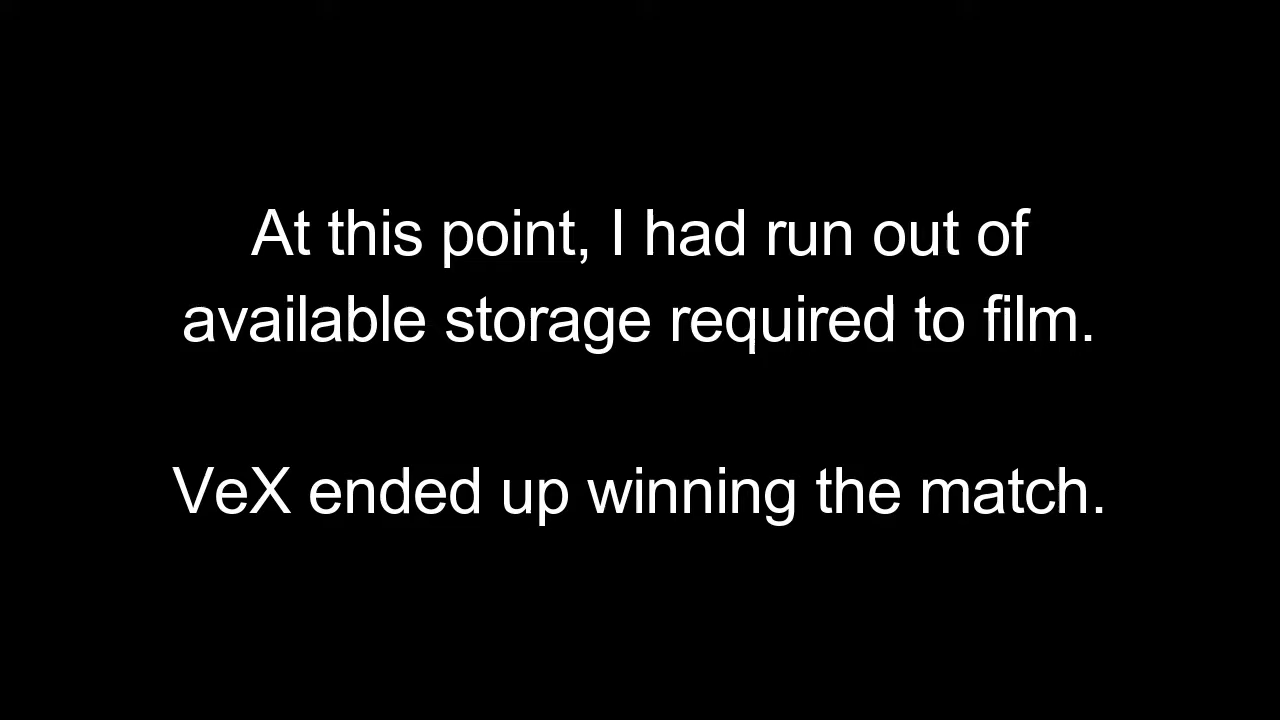 At this point, I had run out of
available storage required to film.
VeX ended up winning the match.